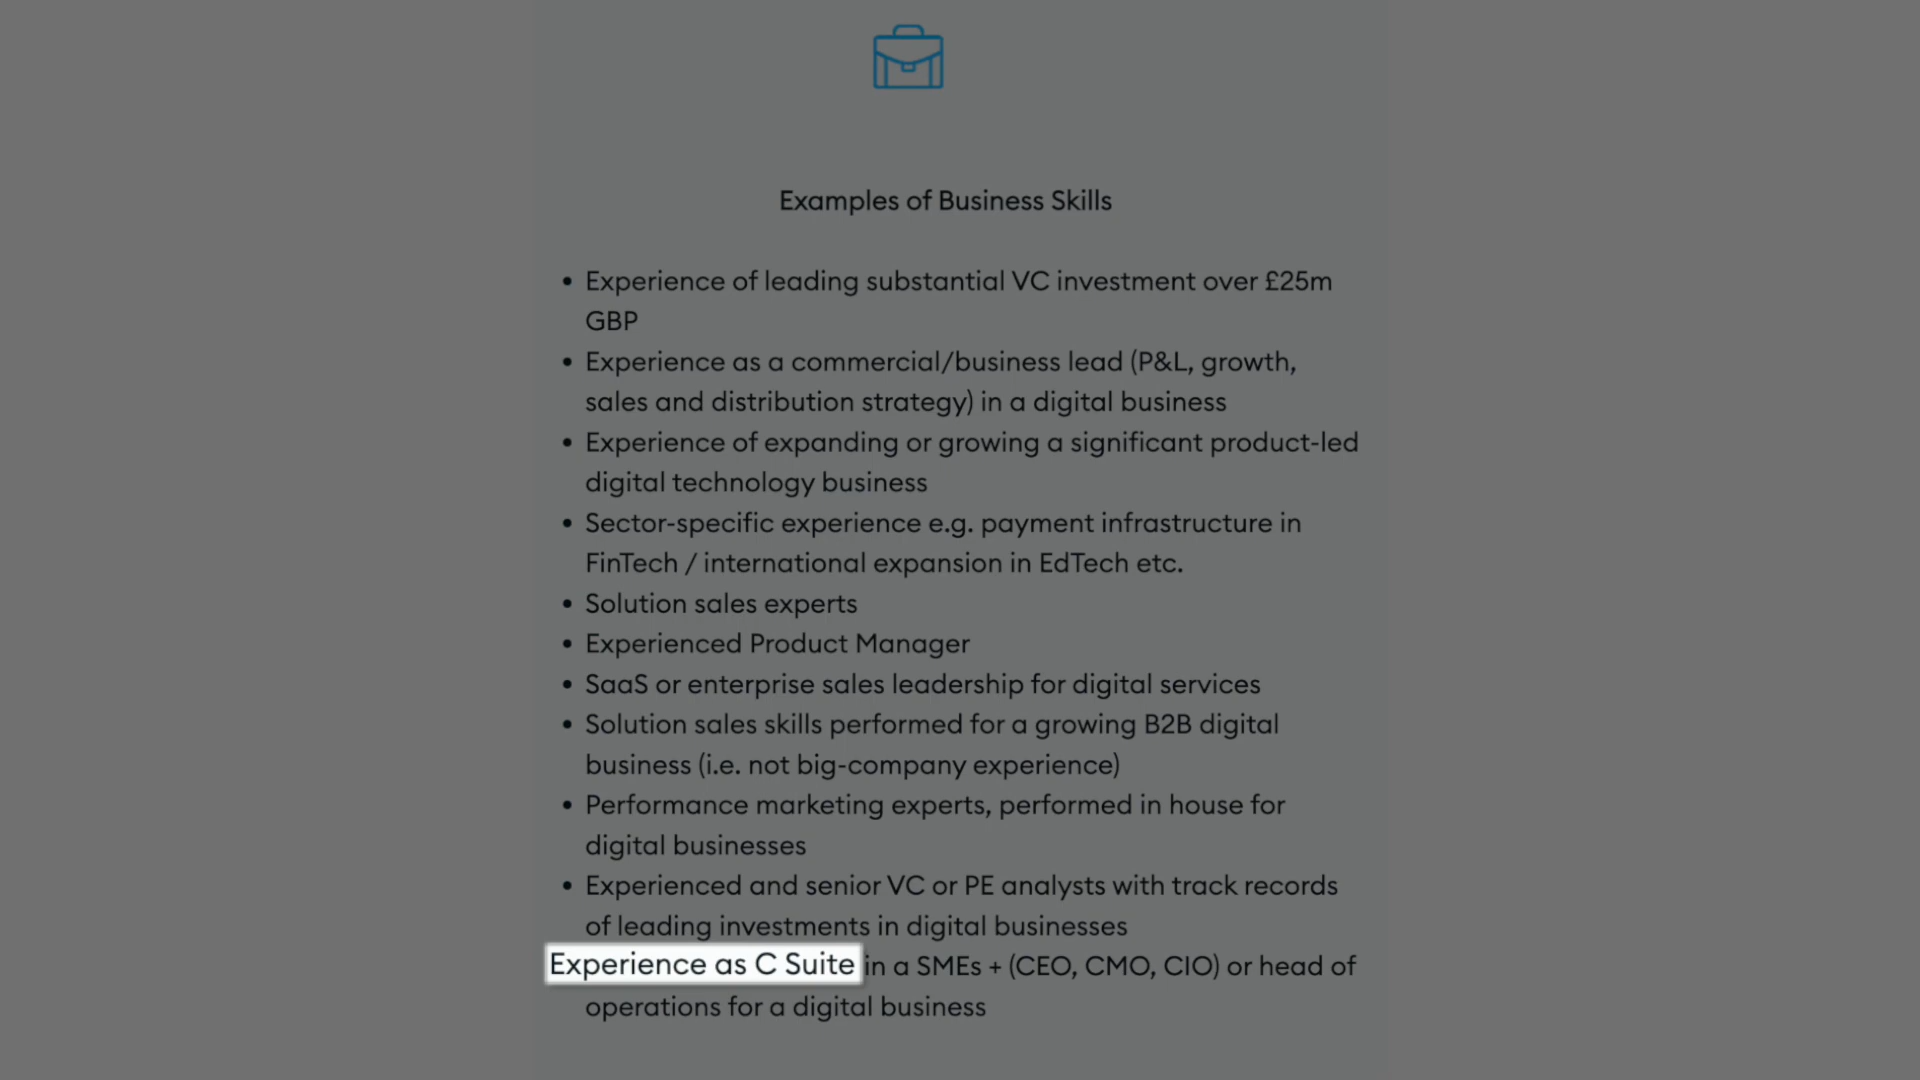 Examples of Business Skills
• Experience of leading substantial VC investment over £25m
GBP
• Experience as a commercial/business lead (P&L, growth,
sales and distribution strategy) in a digital business
• Experience of expanding or growing a significant product-led
digital technology business
• Sector-specific experience e.g. payment infrastructure in
FinTech / international expansion in EdTech etc.
• Solution sales experts
• Experienced Product Manager
• SaaS or enterprise sales leadership for digital services
• Solution sales skills performed for a growing B2B digital
business (i.e. not big-company experience)
• Performance marketing experts, performed in house for
digital businesses
• Experienced and senior VC or PE analysts with track records
of leading investments in digital businesses
Experience as C Suite in a SMEs + (CEO, CMO, CIO) or head of
operations for a digital business